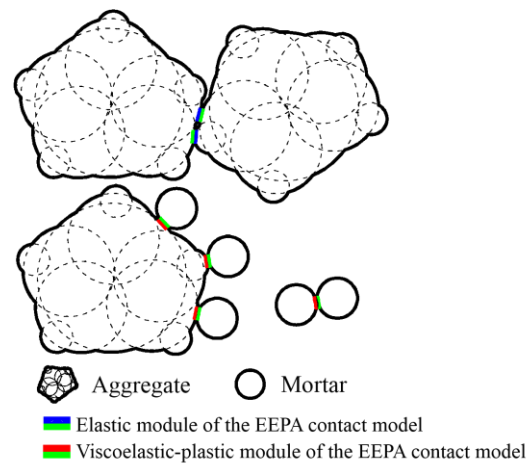 Aggregate Mortar
Elastic module of the EEPA contact model
Viscoelastic-plastic module of the EEPA contact model